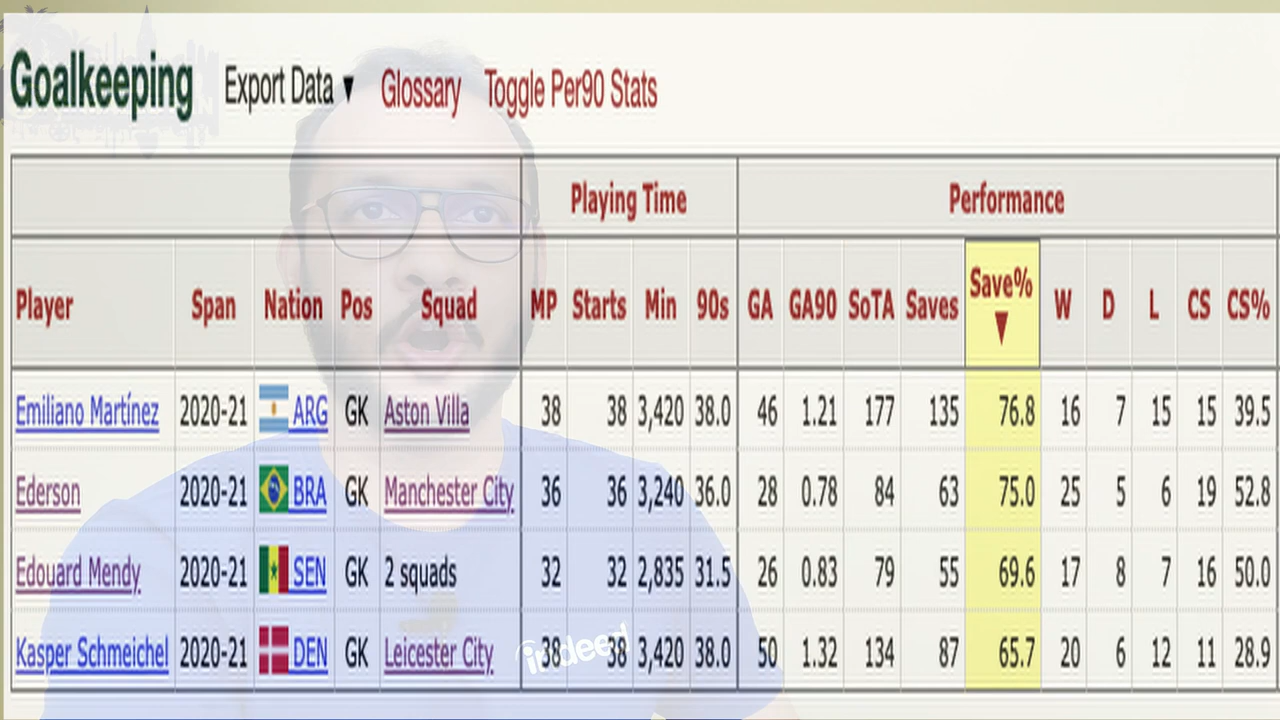 Goalkeeping Export Data ▼ Glossary Toggle Per90 Stats
Playing Time Performance
Player Span Nation Pos Squad MP Starts Min 90s GA GA90 SoTA Saves Save% ▼ W D L CS CS%
Emiliano Martínez 2020-21 ARG GK Aston Villa 38 38 3,420 38.0 46 1.21 177 135 76.8 16 7 15 15 39.5
Ederson 2020-21 BRA GK Manchester City 36 36 3,240 36.0 28 0.78 84 63 75.0 25 5 6 19 52.8
Edouard Mendy 2020-21 SEN GK 2 squads 32 32 2,835 31.5 26 0.83 79 55 69.6 17 8 7 16 50.0
Kasper Schmeichel 2020-21 DEN GK Leicester City 38 38 3,420 38.0 50 1.32 134 87 65.7 20 6 12 11 28.9
indeed